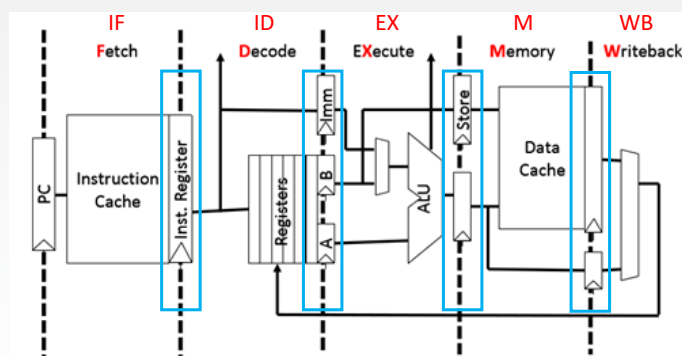 IF ID EX M WB
Fetch Decode EXecute Memory Writeback
PC
Instruction
Cache
Inst. Register
Registers
Imm
B
A
ALU
Store
Data
Cache